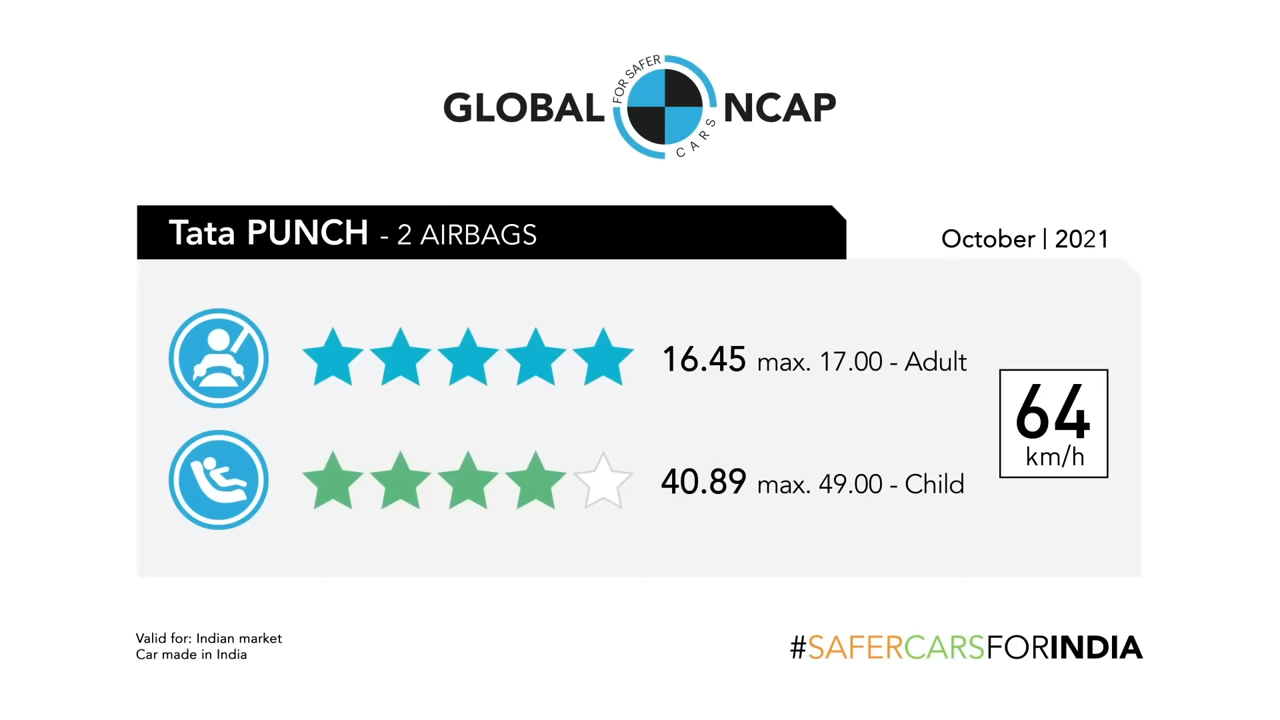 GLOBAL FOR SAFER CARS NCAP
Tata PUNCH - 2 AIRBAGS
October | 2021
16.45 max. 17.00 - Adult
64
km/h
40.89 max. 49.00 - Child
Valid for: Indian market
Car made in India
#SAFERCARSFORINDIA